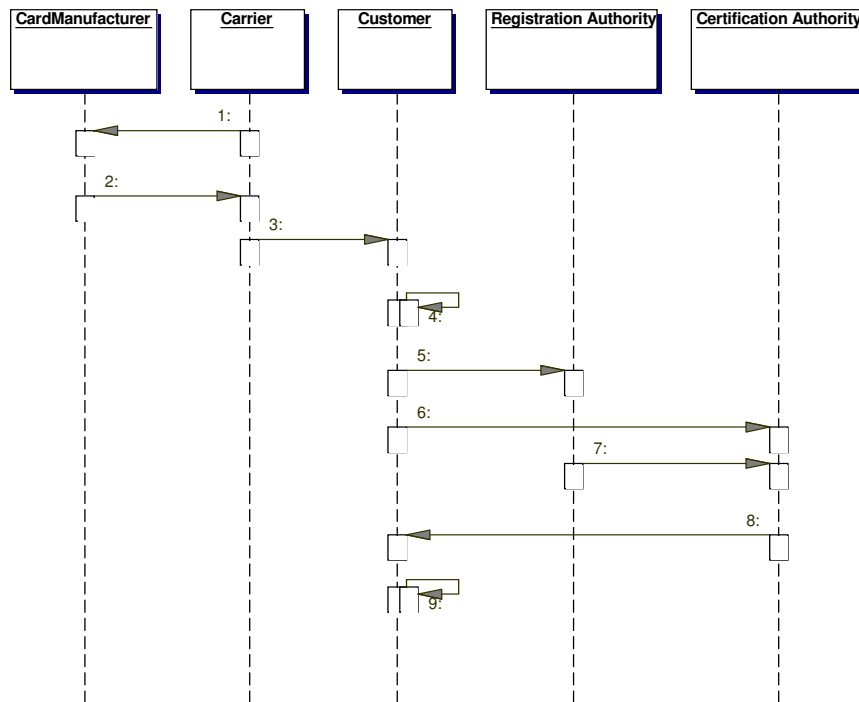 CardManufacturer
Carrier
Customer
Registration Authority
Certification Authority
1:
2:
3:
4:
5:
6:
7:
8:
9: